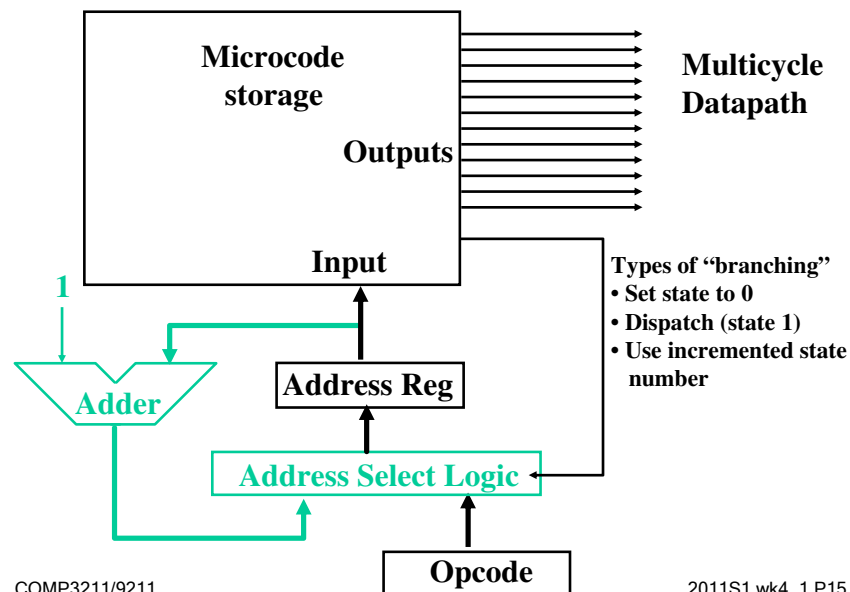 Microcode
storage
Multicycle
Datapath
Outputs
Input
Types of “branching”
• Set state to 0
• Dispatch (state 1)
• Use incremented state
number
1
Adder
Address Reg
Address Select Logic
Opcode
COMP3211/9211
2011S1 wk4_1 P15